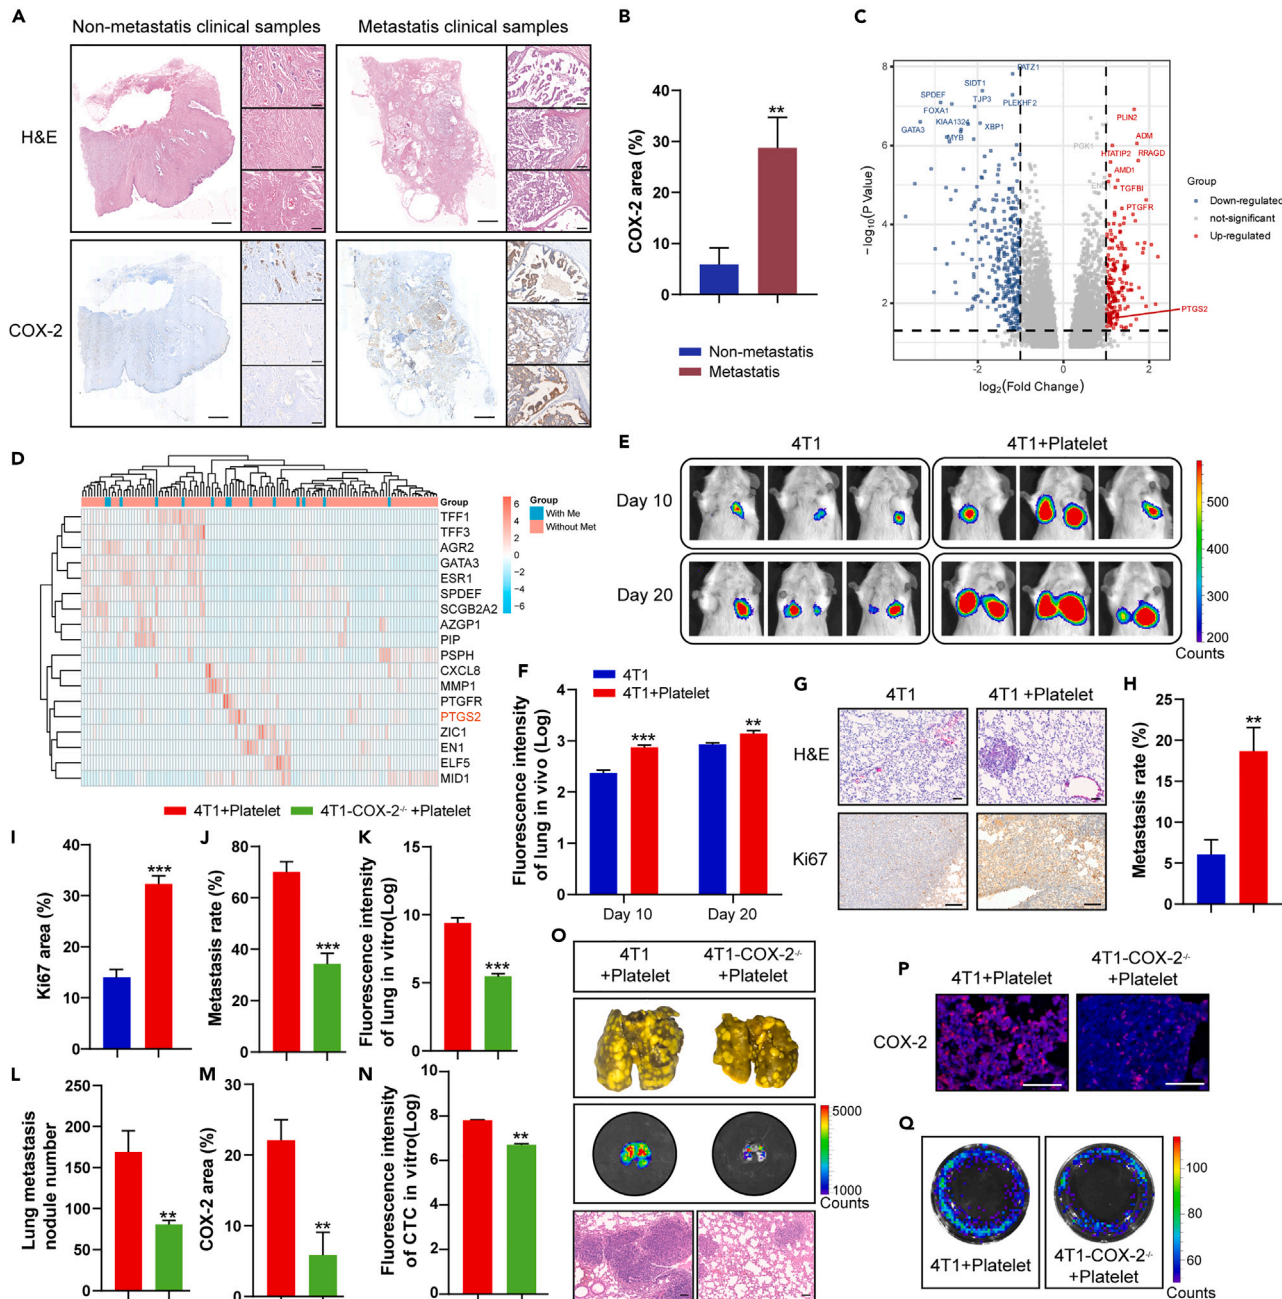 A
Non-metastatis clinical samples
Metastatis clinical samples
H&E
COX-2
B
COX-2 area (%)
40
30
20
10
0
**
Non-metastatis
Metastatis
C
−log10(P Value)
8
6
4
2
PATZ1
SIDT1
SPDEF
TJP3
PLEKHF2
FOXA1
KIAA1324
XBP1
GATA3
MYB
PLIN2
ADM
PGK1
HTATIP2
RRAGD
AMD1
TGFBI
PTGFR
PTGS2
-2
0
2
log2(Fold Change)
Group
Down-regulated
not-significant
Up-regulated
D
Group
TFF1
TFF3
AGR2
GATA3
ESR1
SPDEF
SCGB2A2
AZGP1
PIP
PSPH
CXCL8
MMP1
PTGFR
PTGS2
ZIC1
EN1
ELF5
MID1
6
4
2
0
−2
−4
−6
Group
With Me
Without Met
E
4T1
4T1+Platelet
Day 10
Day 20
500
400
300
200
Counts
F
4T1
4T1+Platelet
Fluorescence intensity
of lung in vivo (Log)
4
3
2
1
0
***
**
Day 10
Day 20
G
4T1
4T1 +Platelet
H&E
Ki67
H
Metastasis rate (%)
25
20
15
10
5
0
**
4T1+Platelet
4T1-COX-2-/- +Platelet
I
Ki67 area (%)
40
30
20
10
0
***
J
Metastasis rate (%)
80
60
40
20
0
***
K
Fluorescence intensity
of lung in vitro(Log)
15
10
5
0
***
L
Lung metastasis
nodule number
250
200
150
100
50
0
**
M
COX-2 area (%)
30
20
10
0
**
N
Fluorescence intensity
of CTC in vitro(Log)
10
8
6
4
2
0
**
O
4T1
+Platelet
4T1-COX-2-/-
+Platelet
5000
1000
Counts
P
4T1+Platelet
4T1-COX-2-/-
+Platelet
COX-2
Q
4T1+Platelet
4T1-COX-2-/-
+Platelet
100
80
60
Counts